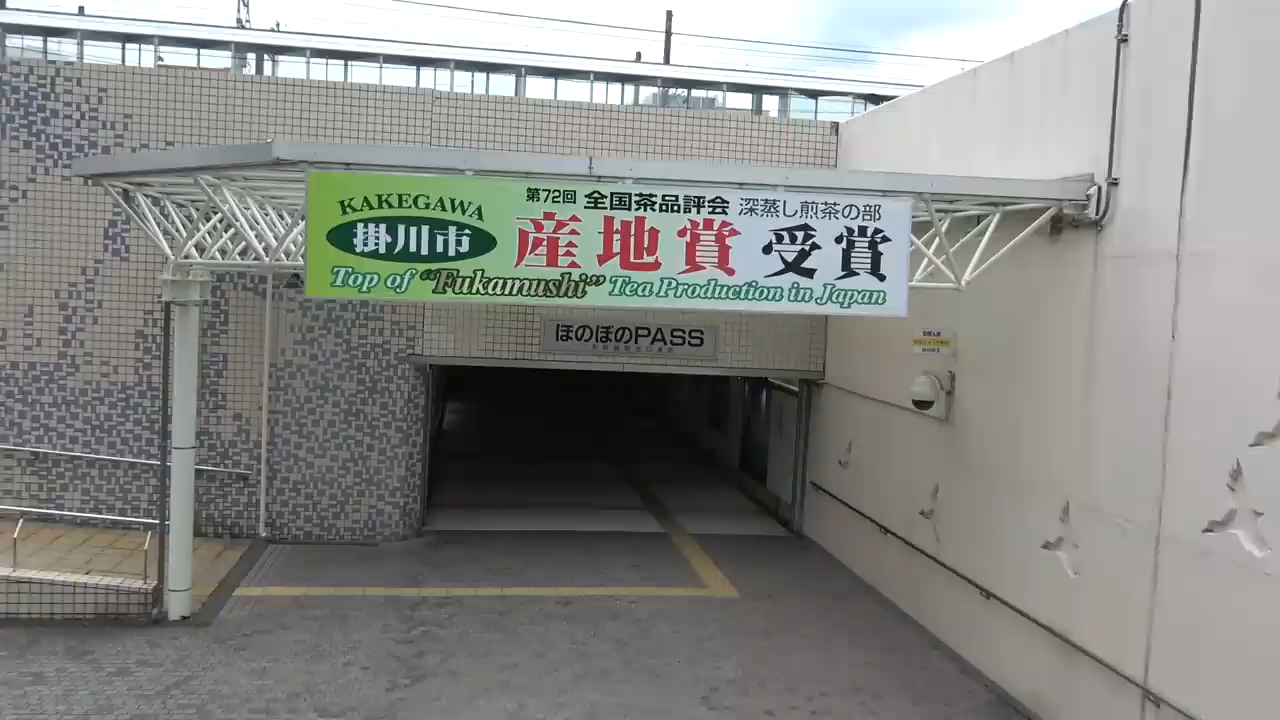 KAKEGAWA
掛川市
第72回 全国茶品評会 深蒸し煎茶の部
産地賞 受賞
Top of "Fukamushi" Tea Production in Japan
ほのぼのPASS